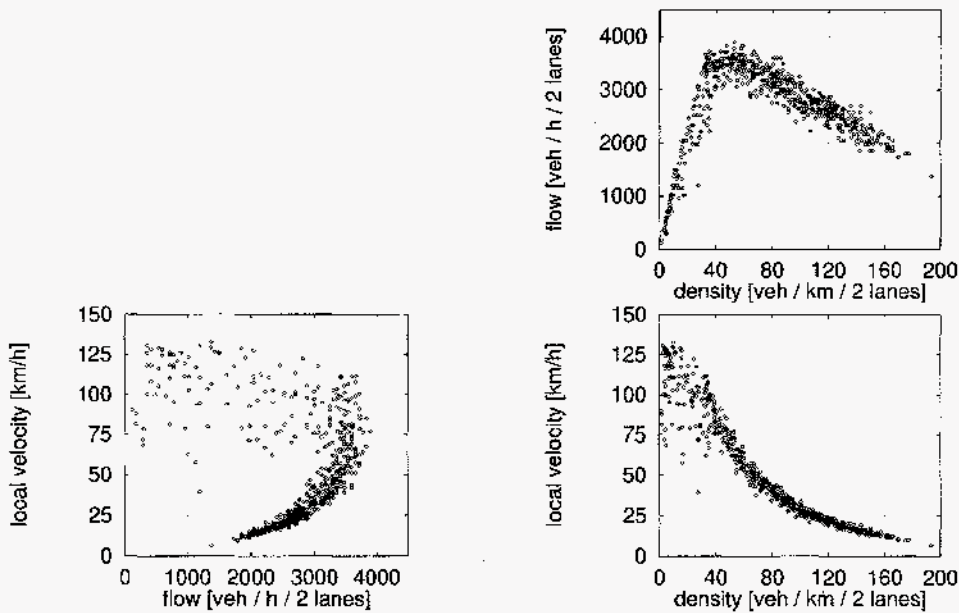 4000
3000
2000
1000
0
flow [veh / h / 2 lanes]
0 40 80 120 160 200
density [veh / km / 2 lanes]
150
125
100
75
50
25
0
local velocity [km/h]
0 1000 2000 3000 4000
flow [veh / h / 2 lanes]
150
125
100
75
50
25
0
local velocity [km/h]
0 40 80 120 160 200
density [veh / km / 2 lanes]